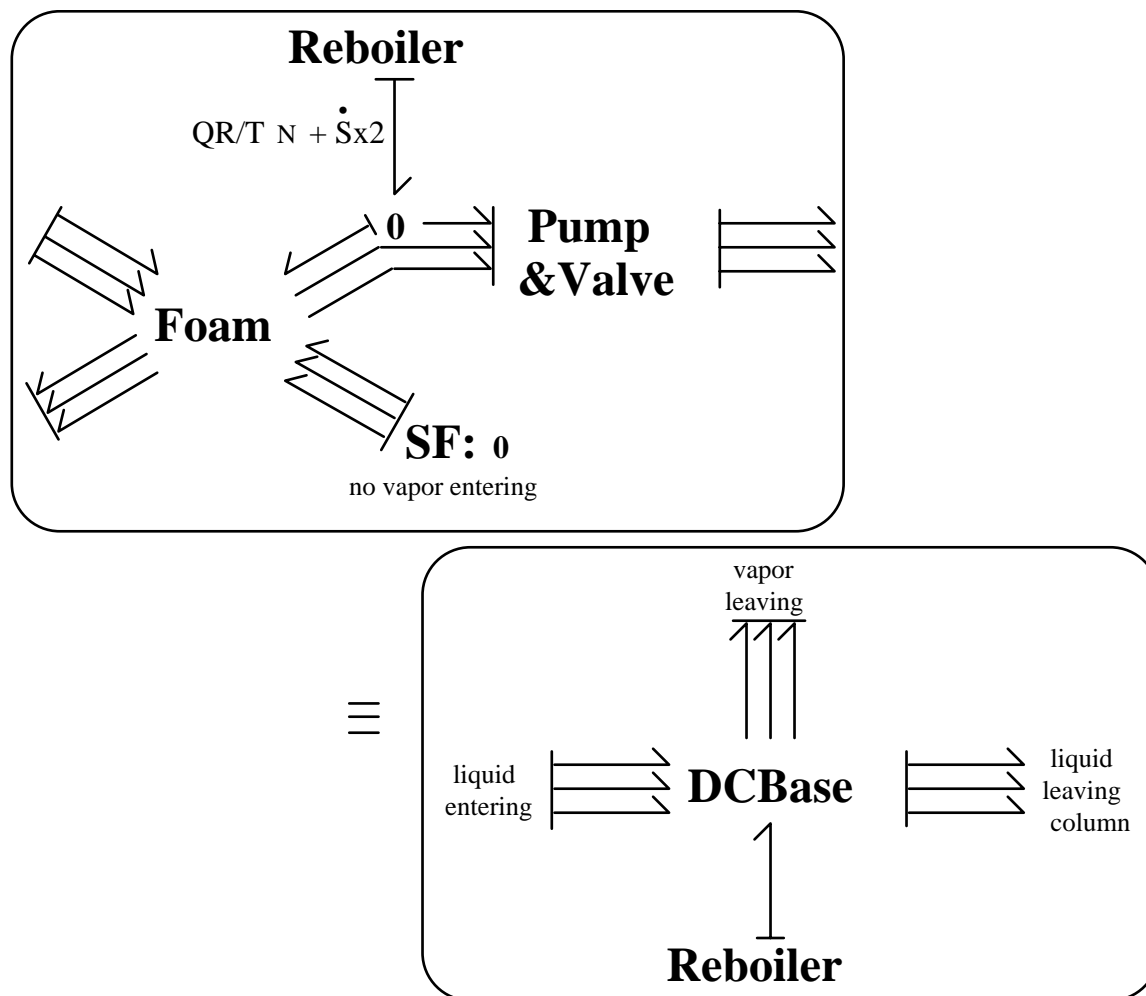 Reboiler
QR/T N + Ṡx2
0
Pump
&Valve
Foam
SF: 0
no vapor entering
≡
vapor
leaving
liquid
entering
DCBase
liquid
leaving
column
Reboiler